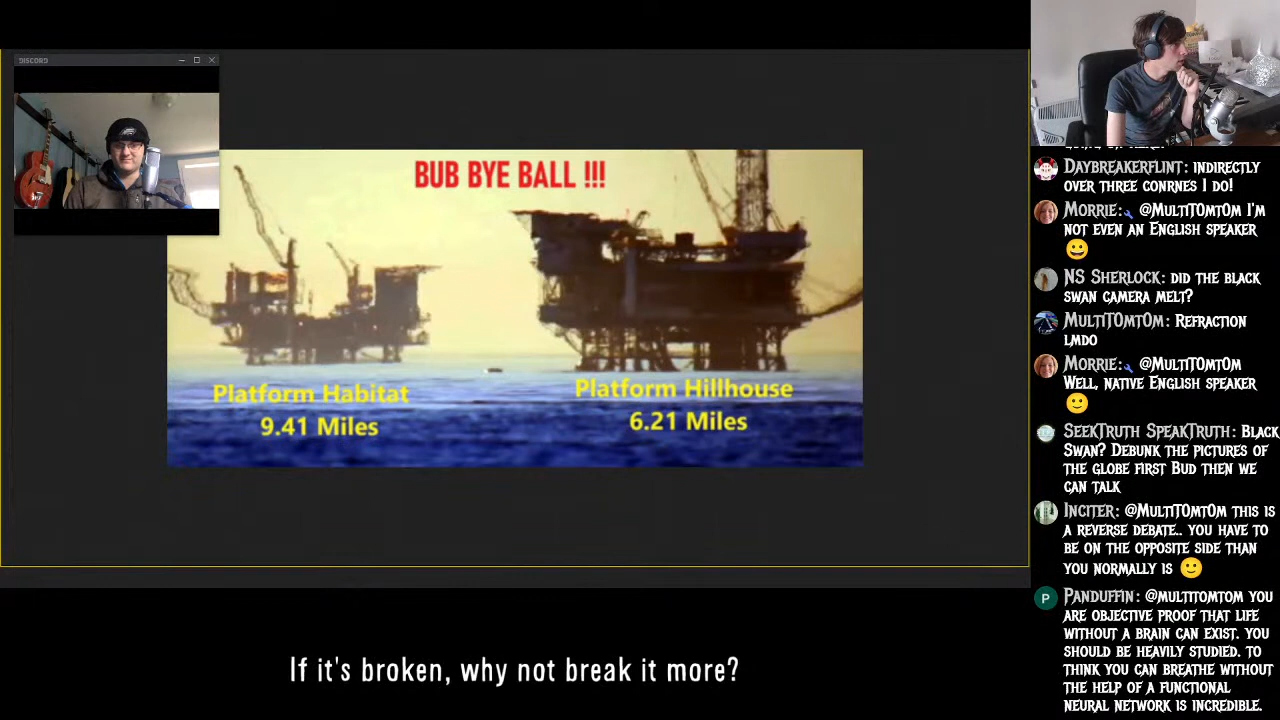 DISCORD
BUB BYE BALL !!!
Platform Habitat
9.41 Miles
Platform Hillhouse
6.21 Miles
If it's broken, why not break it more?
Daybreakerflint: indirectly
over three conrnes I do!
Morrie: @MultiT0mt0m I'm
not even an English speaker
NS Sherlock: did the black
swan camera melt?
MultiT0mt0m: Refraction
lmdo
Morrie: @MultiT0mt0m
Well, native English speaker
SeekTruth SpeakTruth: Black
Swan? Debunk the pictures of
the globe first Bud then we
can talk
Inciter: @MultiT0mt0m this is
a reverse debate.. you have to
be on the opposite side than
you normally is
P
Panduffin: @multitomtom you
are objective proof that life
without a brain can exist. You
should be heavily studied. To
think you can breathe without
the help of a functional
neural network is incredible.